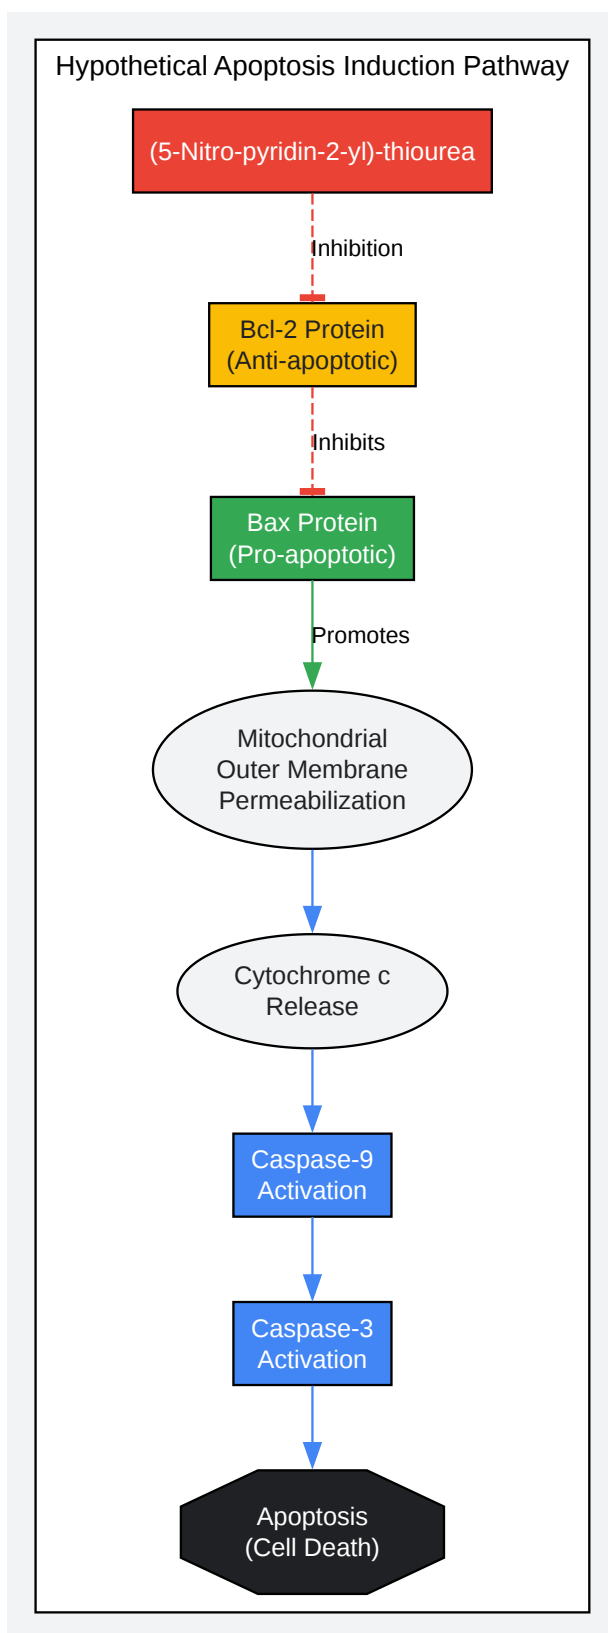 Hypothetical Apoptosis Induction Pathway
(5-Nitro-pyridin-2-yl)-thiourea
Inhibition
Bcl-2 Protein
(Anti-apoptotic)
Inhibits
Bax Protein
(Pro-apoptotic)
Promotes
Mitochondrial
Outer Membrane
Permeabilization
Cytochrome c
Release
Caspase-9
Activation
Caspase-3
Activation
Apoptosis
(Cell Death)